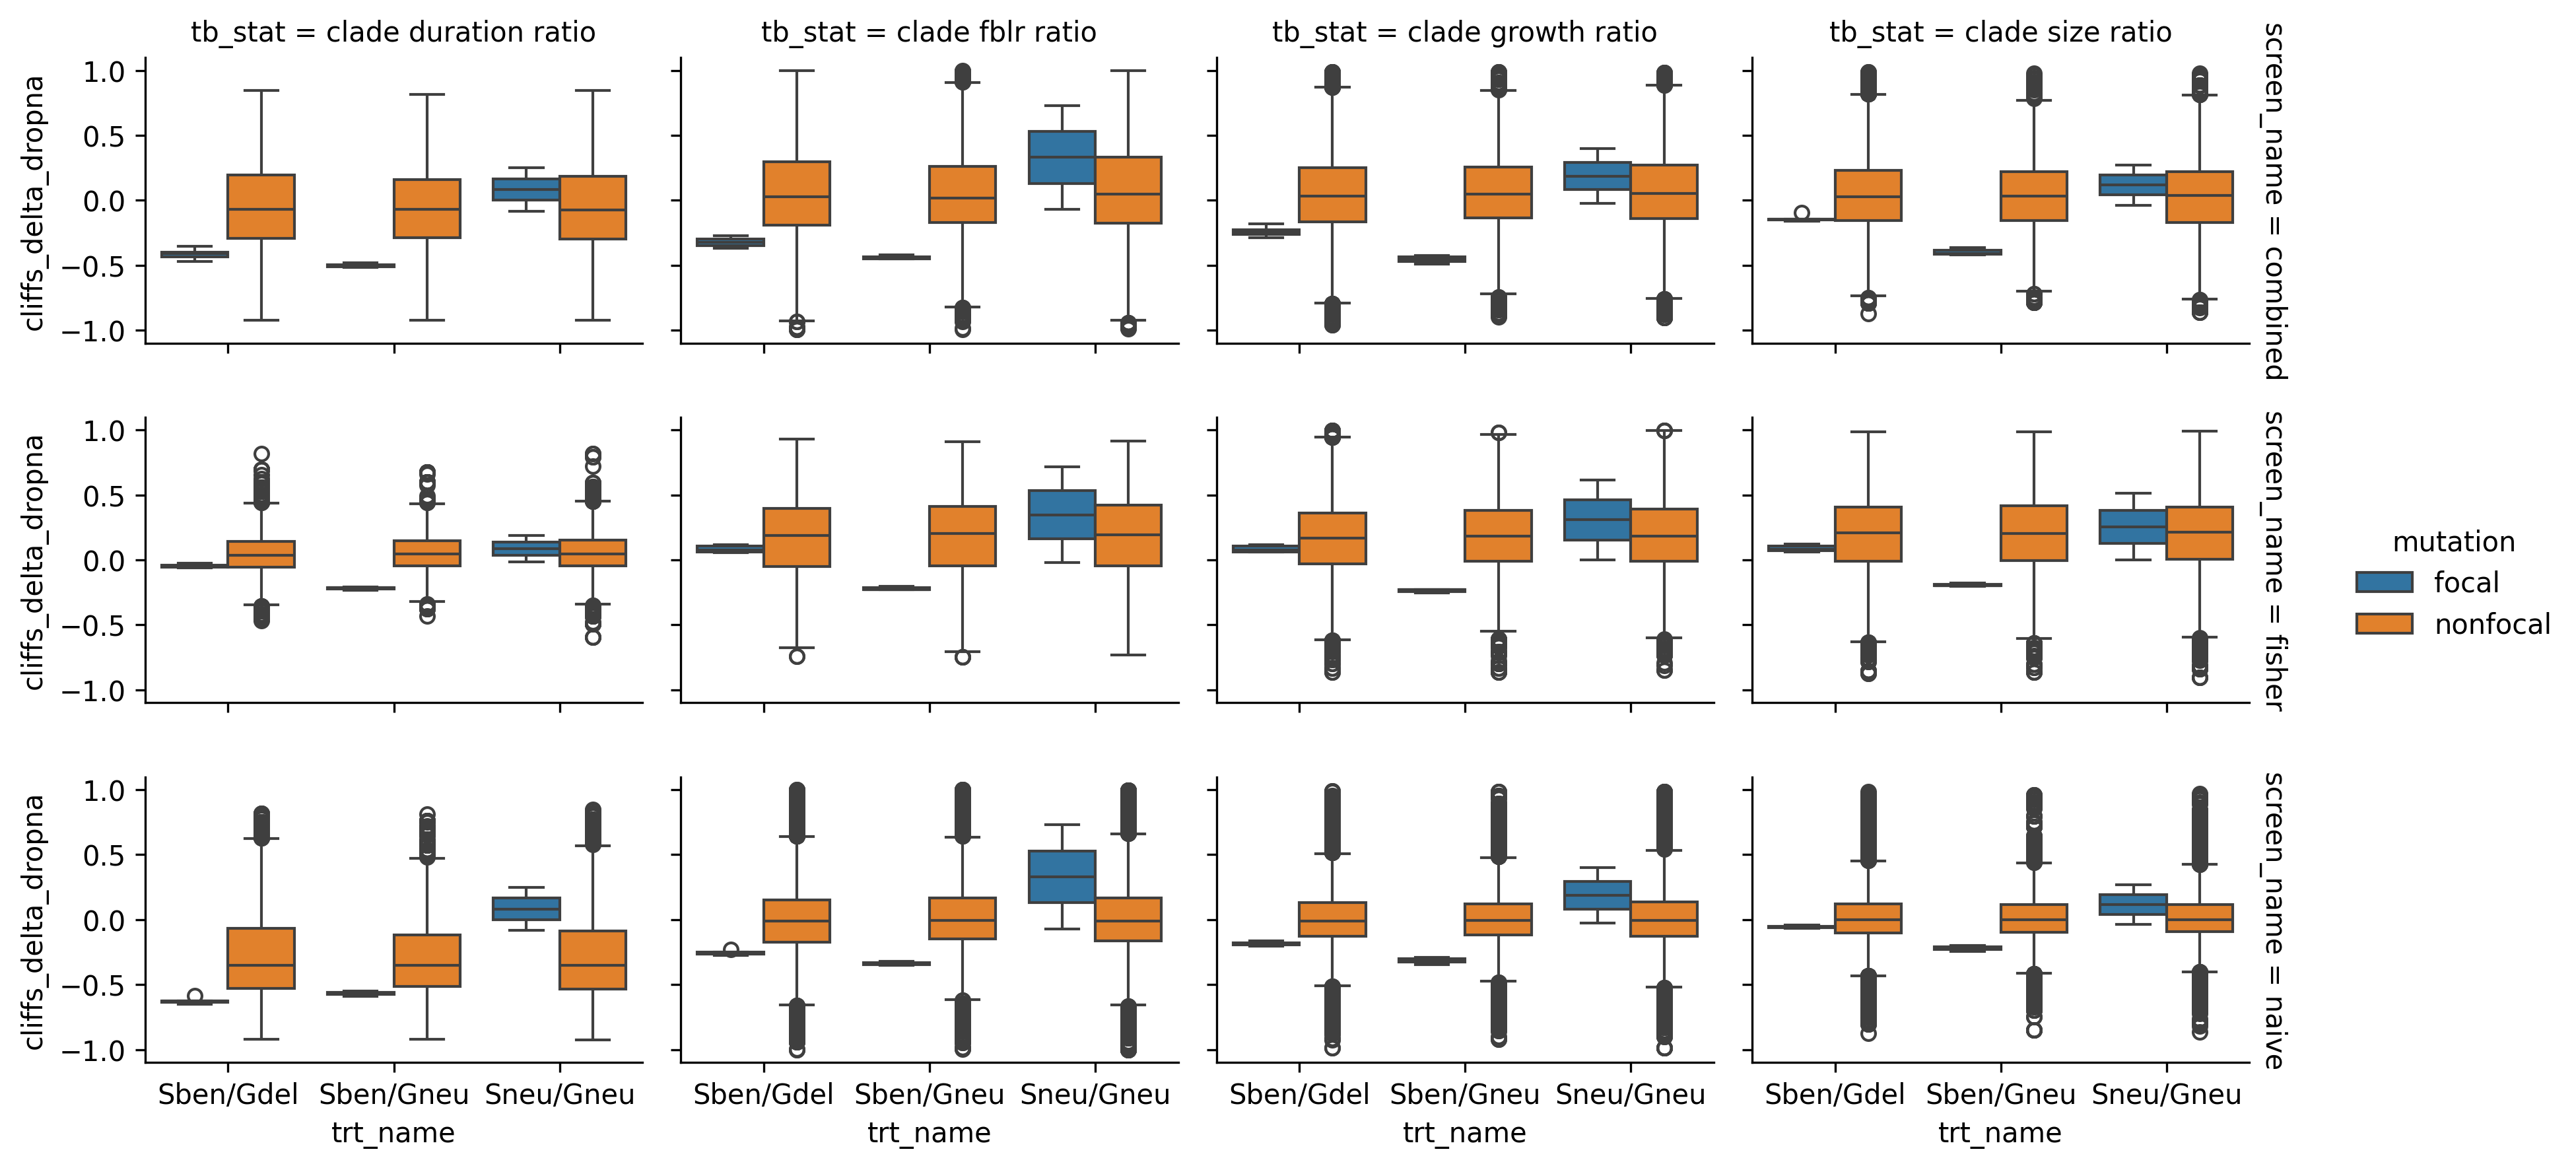 tb_stat = clade duration ratio
tb_stat = clade fblr ratio
tb_stat = clade growth ratio
tb_stat = clade size ratio
cliffs_delta_dropna
1.0
0.5
0.0
−0.5
−1.0
screen_name = combined
cliffs_delta_dropna
1.0
0.5
0.0
−0.5
−1.0
screen_name = fisher
mutation
focal
nonfocal
cliffs_delta_dropna
1.0
0.5
0.0
−0.5
−1.0
screen_name = naive
Sben/Gdel Sben/Gneu Sneu/Gneu
Sben/Gdel Sben/Gneu Sneu/Gneu
Sben/Gdel Sben/Gneu Sneu/Gneu
Sben/Gdel Sben/Gneu Sneu/Gneu
trt_name
trt_name
trt_name
trt_name